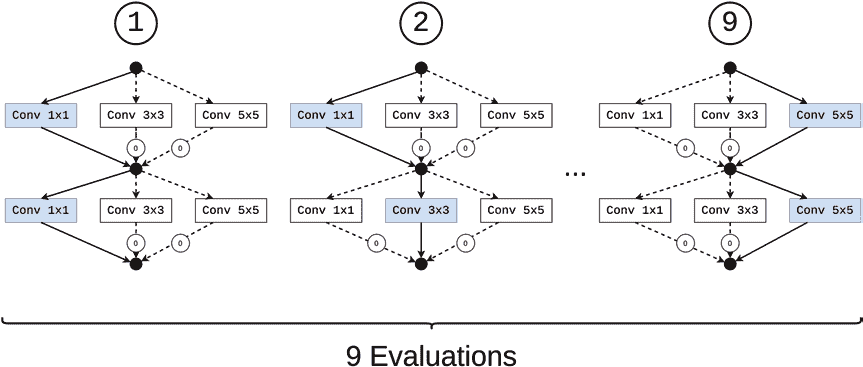 1 2 9
Conv 1x1 Conv 3x3 Conv 5x5 Conv 1x1 Conv 3x3 Conv 5x5 Conv 1x1 Conv 3x3 Conv 5x5
0 0 0 0 0 0
...
Conv 1x1 Conv 3x3 Conv 5x5 Conv 1x1 Conv 3x3 Conv 5x5 Conv 1x1 Conv 3x3 Conv 5x5
0 0 0 0 0 0
9 Evaluations